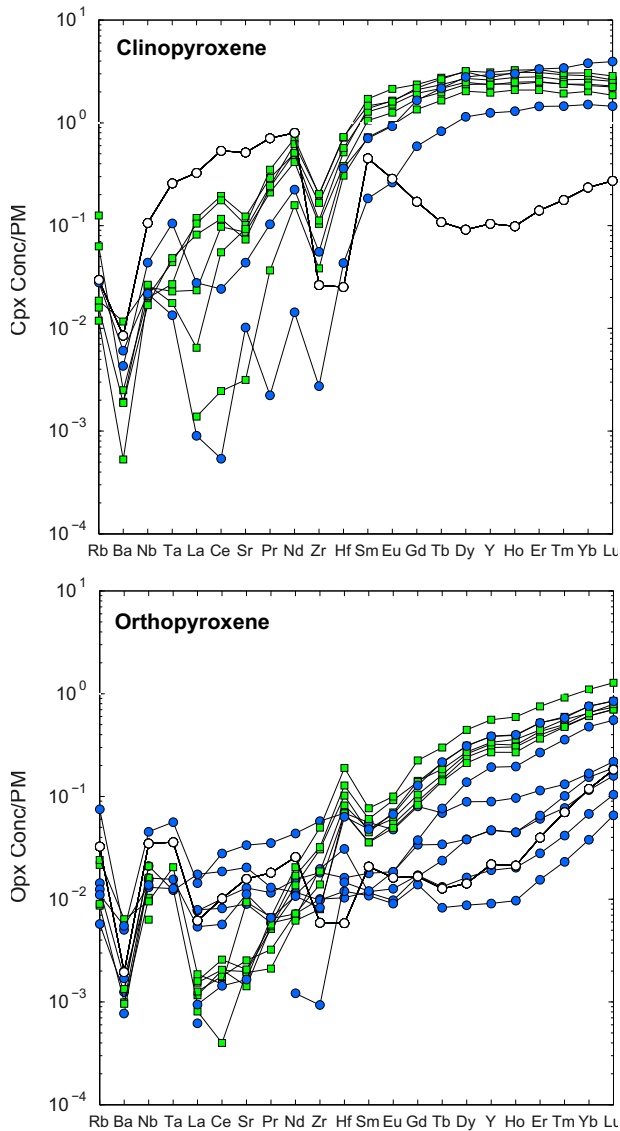 Clinopyroxene
Cpx Conc/PM
10^1
10^0
10^−1
10^−2
10^−3
10^−4
Rb Ba Nb Ta La Ce Sr Pr Nd Zr Hf Sm Eu Gd Tb Dy Y Ho Er Tm Yb Lu
Orthopyroxene
Opx Conc/PM
10^1
10^0
10^−1
10^−2
10^−3
10^−4
Rb Ba Nb Ta La Ce Sr Pr Nd Zr Hf Sm Eu Gd Tb Dy Y Ho Er Tm Yb Lu